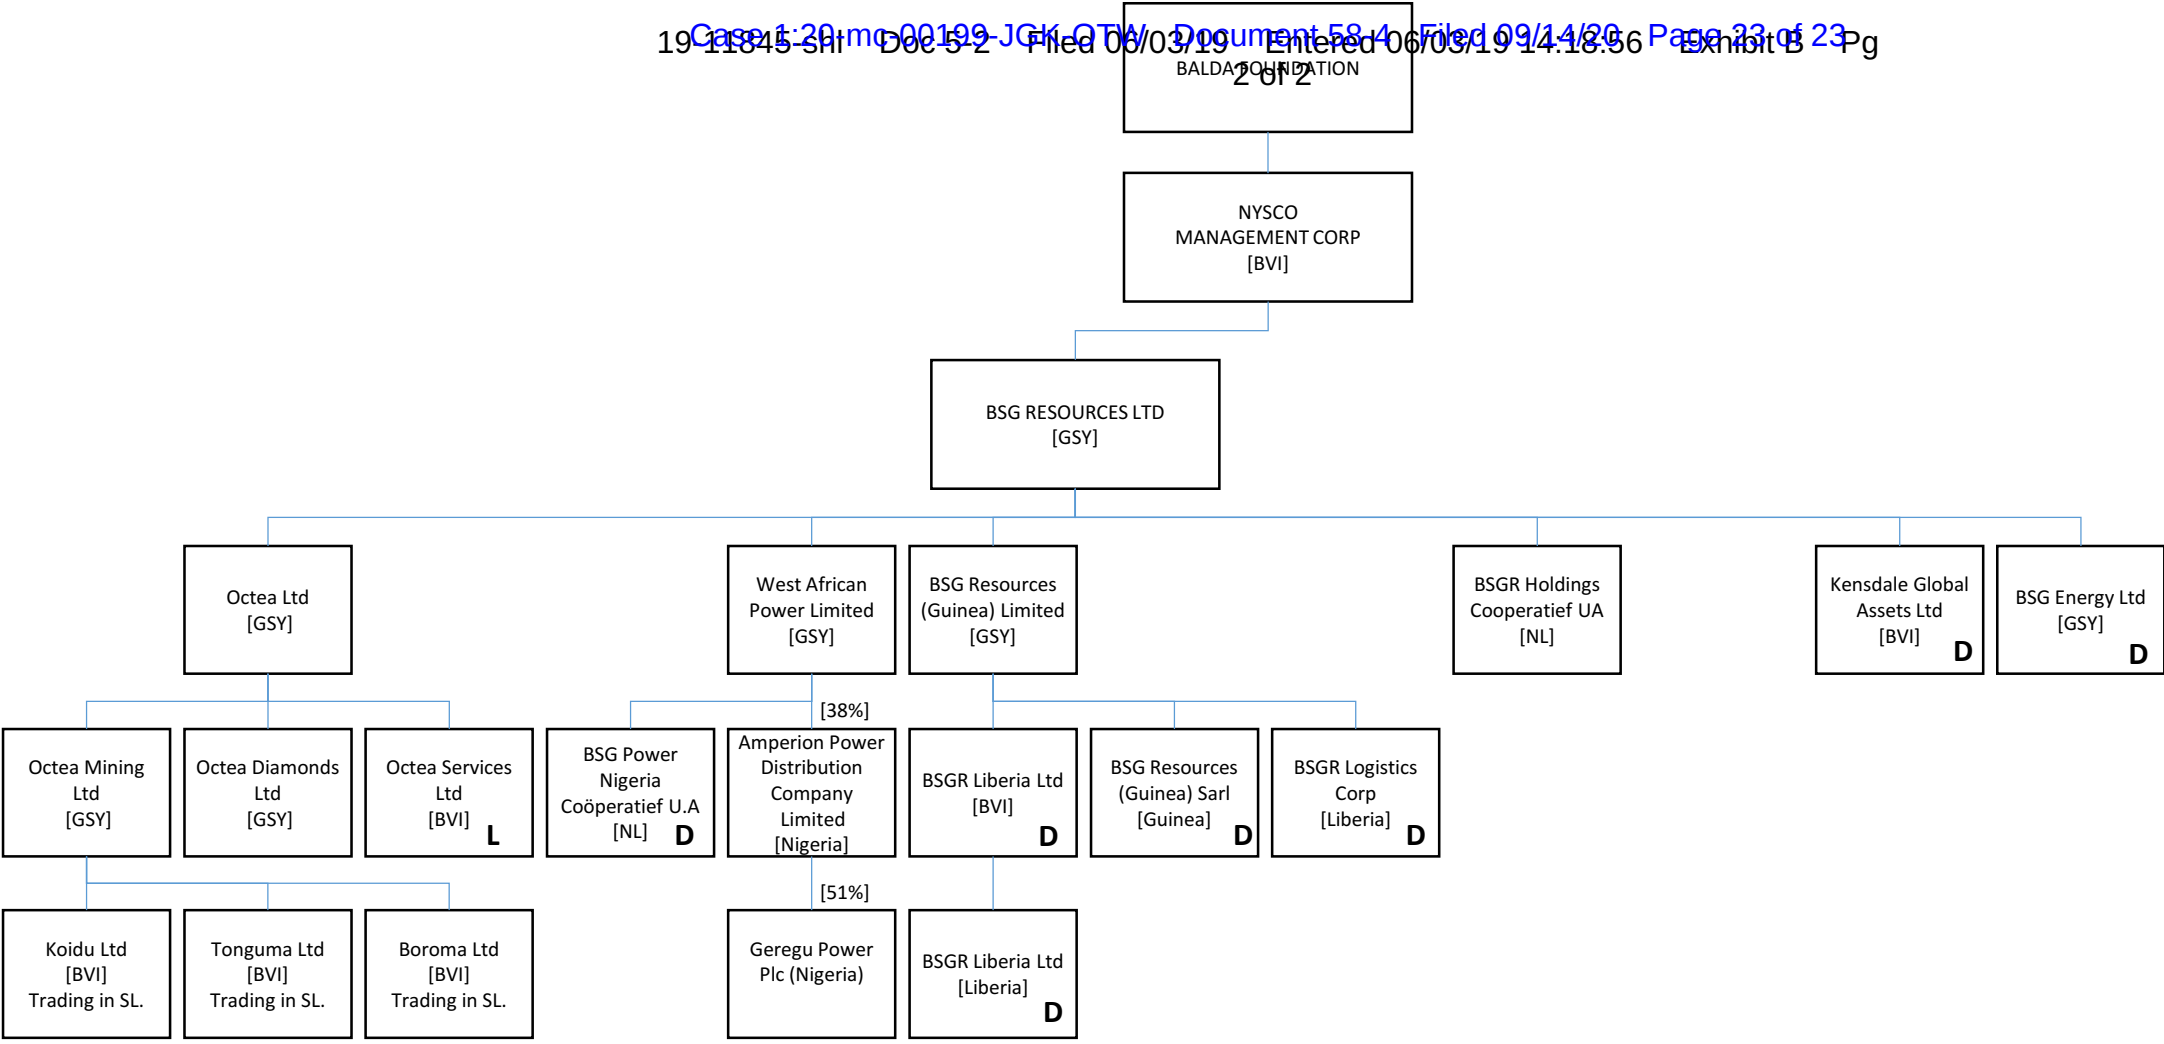 Case 1:20-mc-00199-JGK-OTW Document 58-4 Filed 09/14/20 Page 23 of 23
19-11845-shl Doc 5-2 Filed 06/03/19 Entered 06/03/19 14:18:56 Exhibit B Pg
2 of 2
BALDA FOUNDATION
NYSCO
MANAGEMENT CORP
[BVI]
BSG RESOURCES LTD
[GSY]
Octea Ltd
[GSY]
West African
Power Limited
[GSY]
BSG Resources
(Guinea) Limited
[GSY]
BSGR Holdings
Cooperatief UA
[NL]
Kensdale Global
Assets Ltd
[BVI]
D
BSG Energy Ltd
[GSY]
D
[38%]
Octea Mining
Ltd
[GSY]
Octea Diamonds
Ltd
[GSY]
Octea Services
Ltd
[BVI]
L
BSG Power
Nigeria
Coöperatief U.A
[NL]
D
Amperion Power
Distribution
Company
Limited
[Nigeria]
BSGR Liberia Ltd
[BVI]
D
BSG Resources
(Guinea) Sarl
[Guinea]
D
BSGR Logistics
Corp
[Liberia]
D
[51%]
Koidu Ltd
[BVI]
Trading in SL.
Tonguma Ltd
[BVI]
Trading in SL.
Boroma Ltd
[BVI]
Trading in SL.
Geregu Power
Plc (Nigeria)
BSGR Liberia Ltd
[Liberia]
D